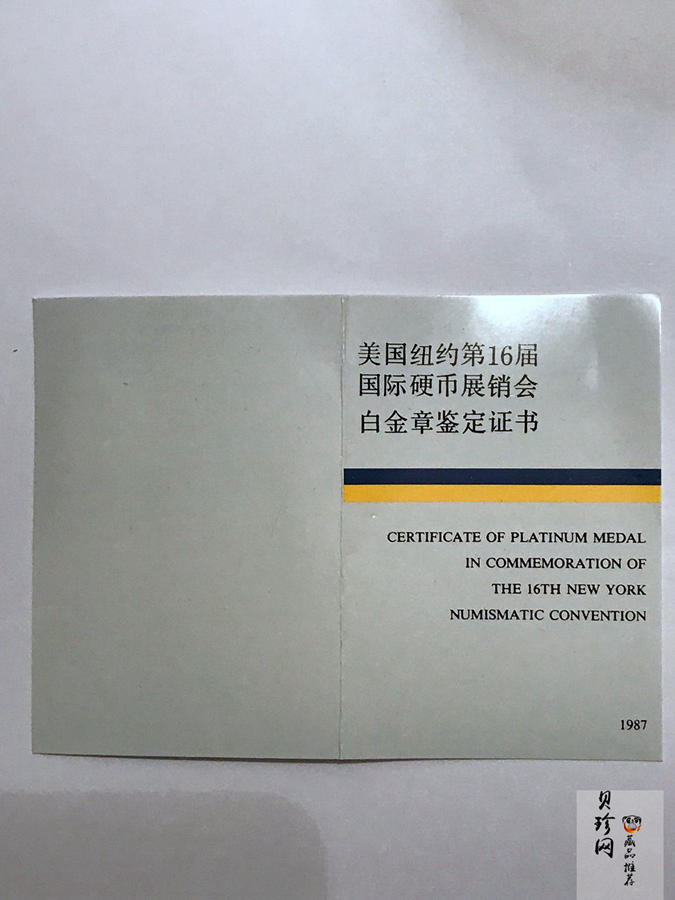 美国纽约第16届
国际硬币展销会
白金章鉴定证书
CERTIFICATE OF PLATINUM MEDAL
IN COMMEMORATION OF
THE 16TH NEW YORK
NUMISMATIC CONVENTION
1987
贝珍网
藏品推荐